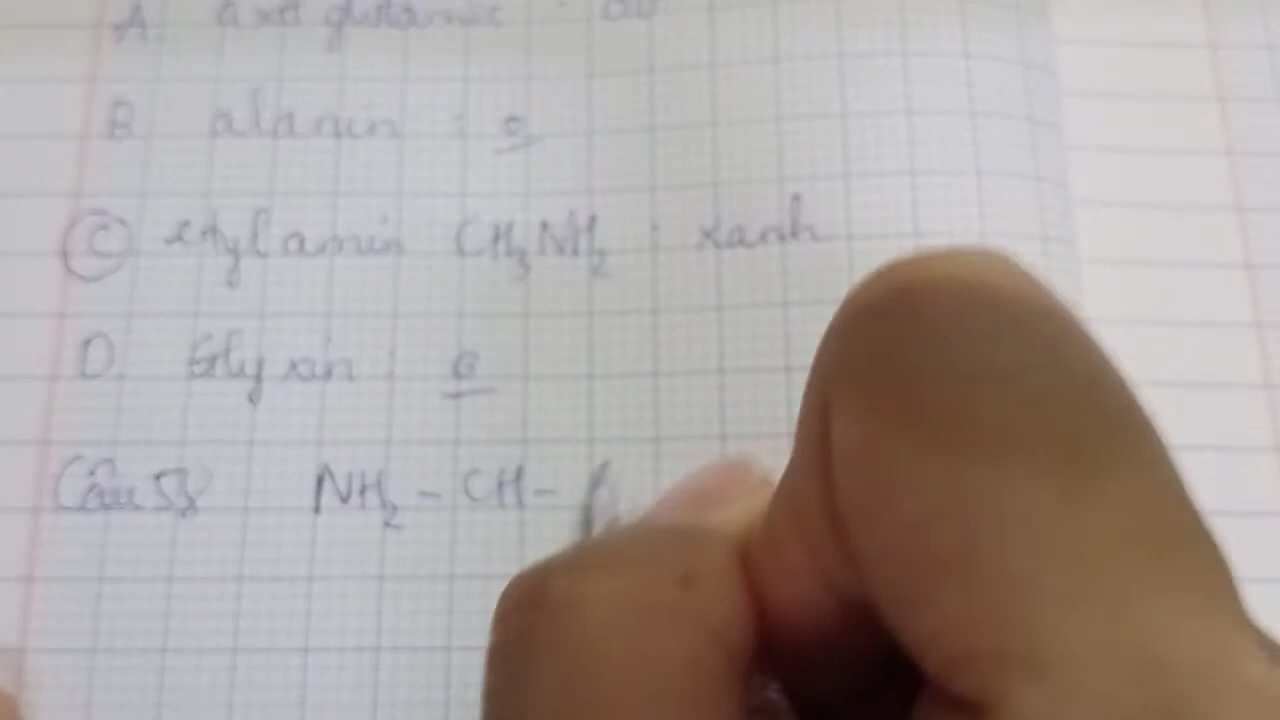 A axit glutamic :
B alanin :
C etylamin CH₃NH₂ : xanh
D. Glyxin :
Câu 58 NH₂ - CH -